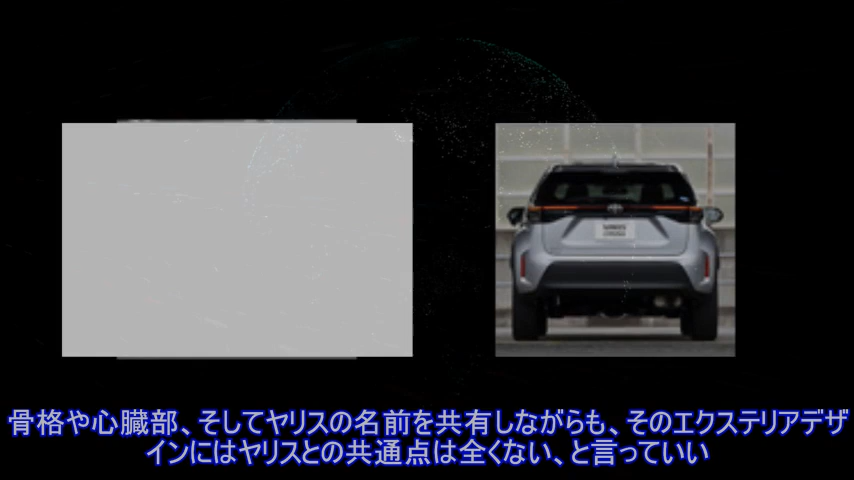 骨格や心臓部、そしてヤリスの名前を共有しながらも、そのエクステリアデザ
インにはヤリスとの共通点は全くない、と言っていい